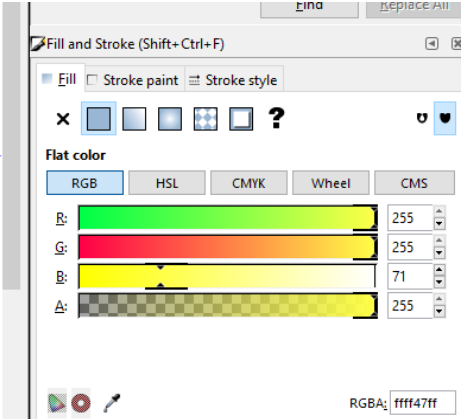 Find Replace All
Fill and Stroke (Shift+Ctrl+F)
Fill Stroke paint Stroke style
?
Flat color
RGB HSL CMYK Wheel CMS
R: 255
G: 255
B: 71
A: 255
RGBA: ffff47ff